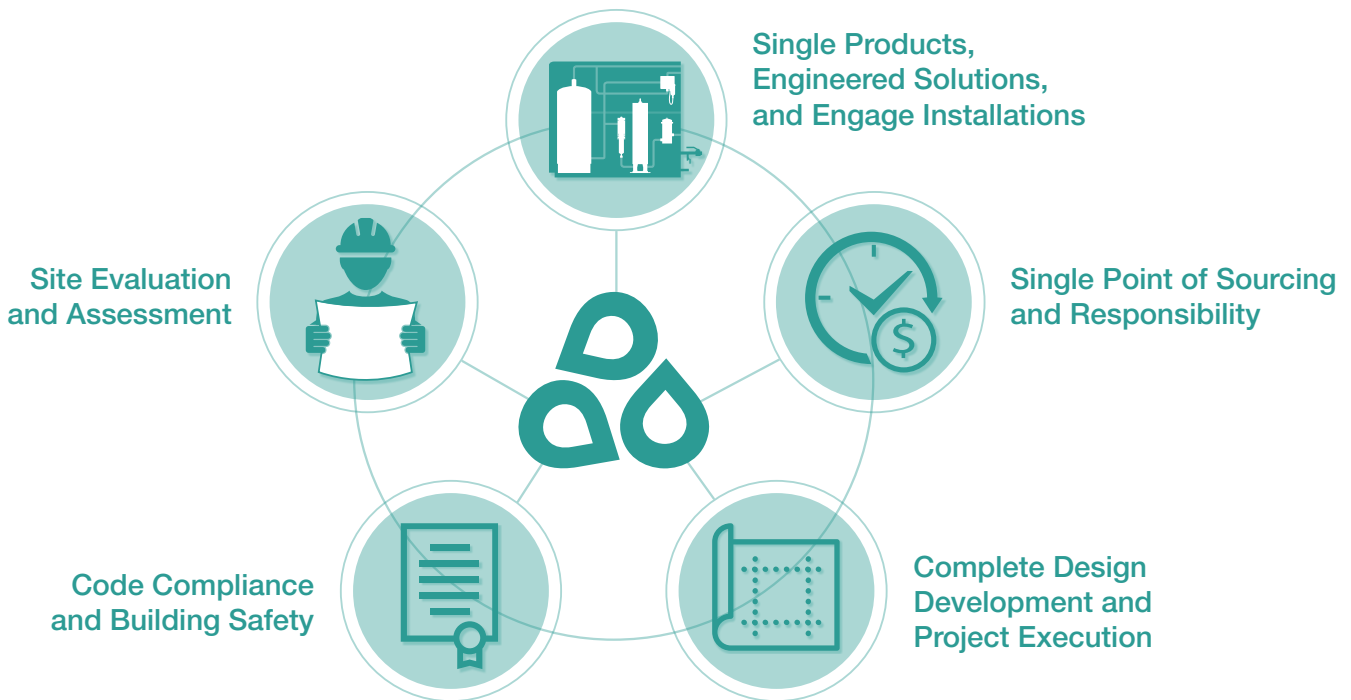 Single Products,
Engineered Solutions,
and Engage Installations
Site Evaluation
and Assessment
Single Point of Sourcing
and Responsibility
$
Code Compliance
and Building Safety
Complete Design
Development and
Project Execution